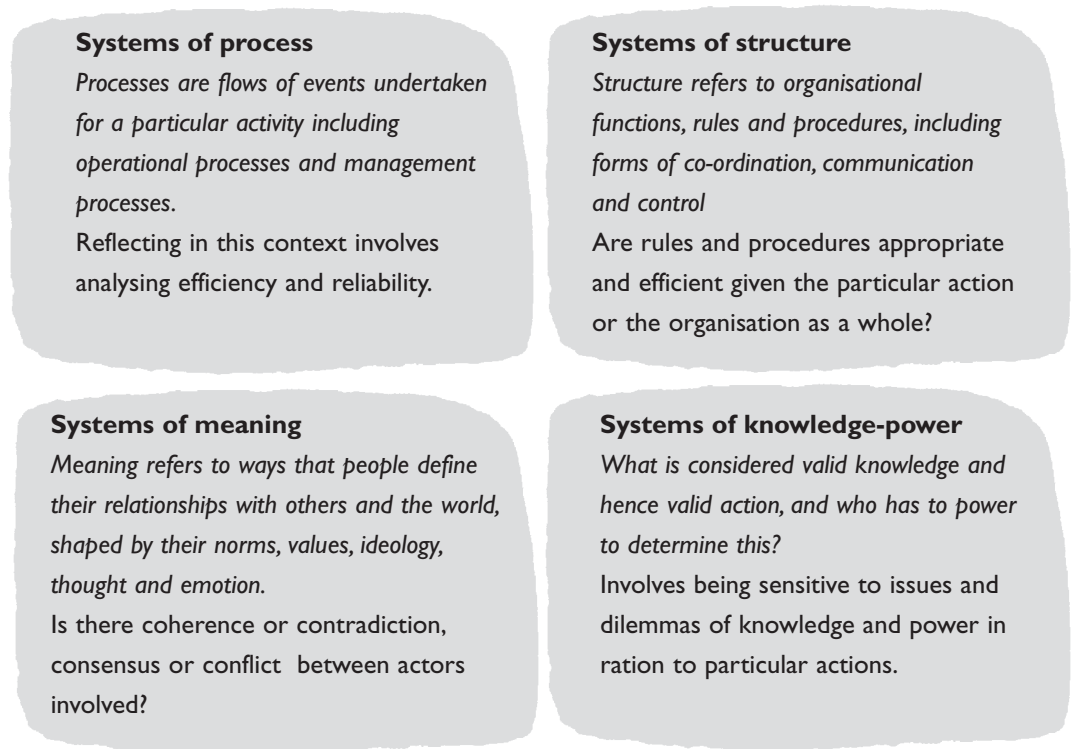 Systems of process
Processes are flows of events undertaken
for a particular activity including
operational processes and management
processes.
Reflecting in this context involves
analysing efficiency and reliability.
Systems of structure
Structure refers to organisational
functions, rules and procedures, including
forms of co-ordination, communication
and control
Are rules and procedures appropriate
and efficient given the particular action
or the organisation as a whole?
Systems of meaning
Meaning refers to ways that people define
their relationships with others and the world,
shaped by their norms, values, ideology,
thought and emotion.
Is there coherence or contradiction,
consensus or conflict  between actors
involved?
Systems of knowledge-power
What is considered valid knowledge and
hence valid action, and who has to power
to determine this?
Involves being sensitive to issues and
dilemmas of knowledge and power in
ration to particular actions.